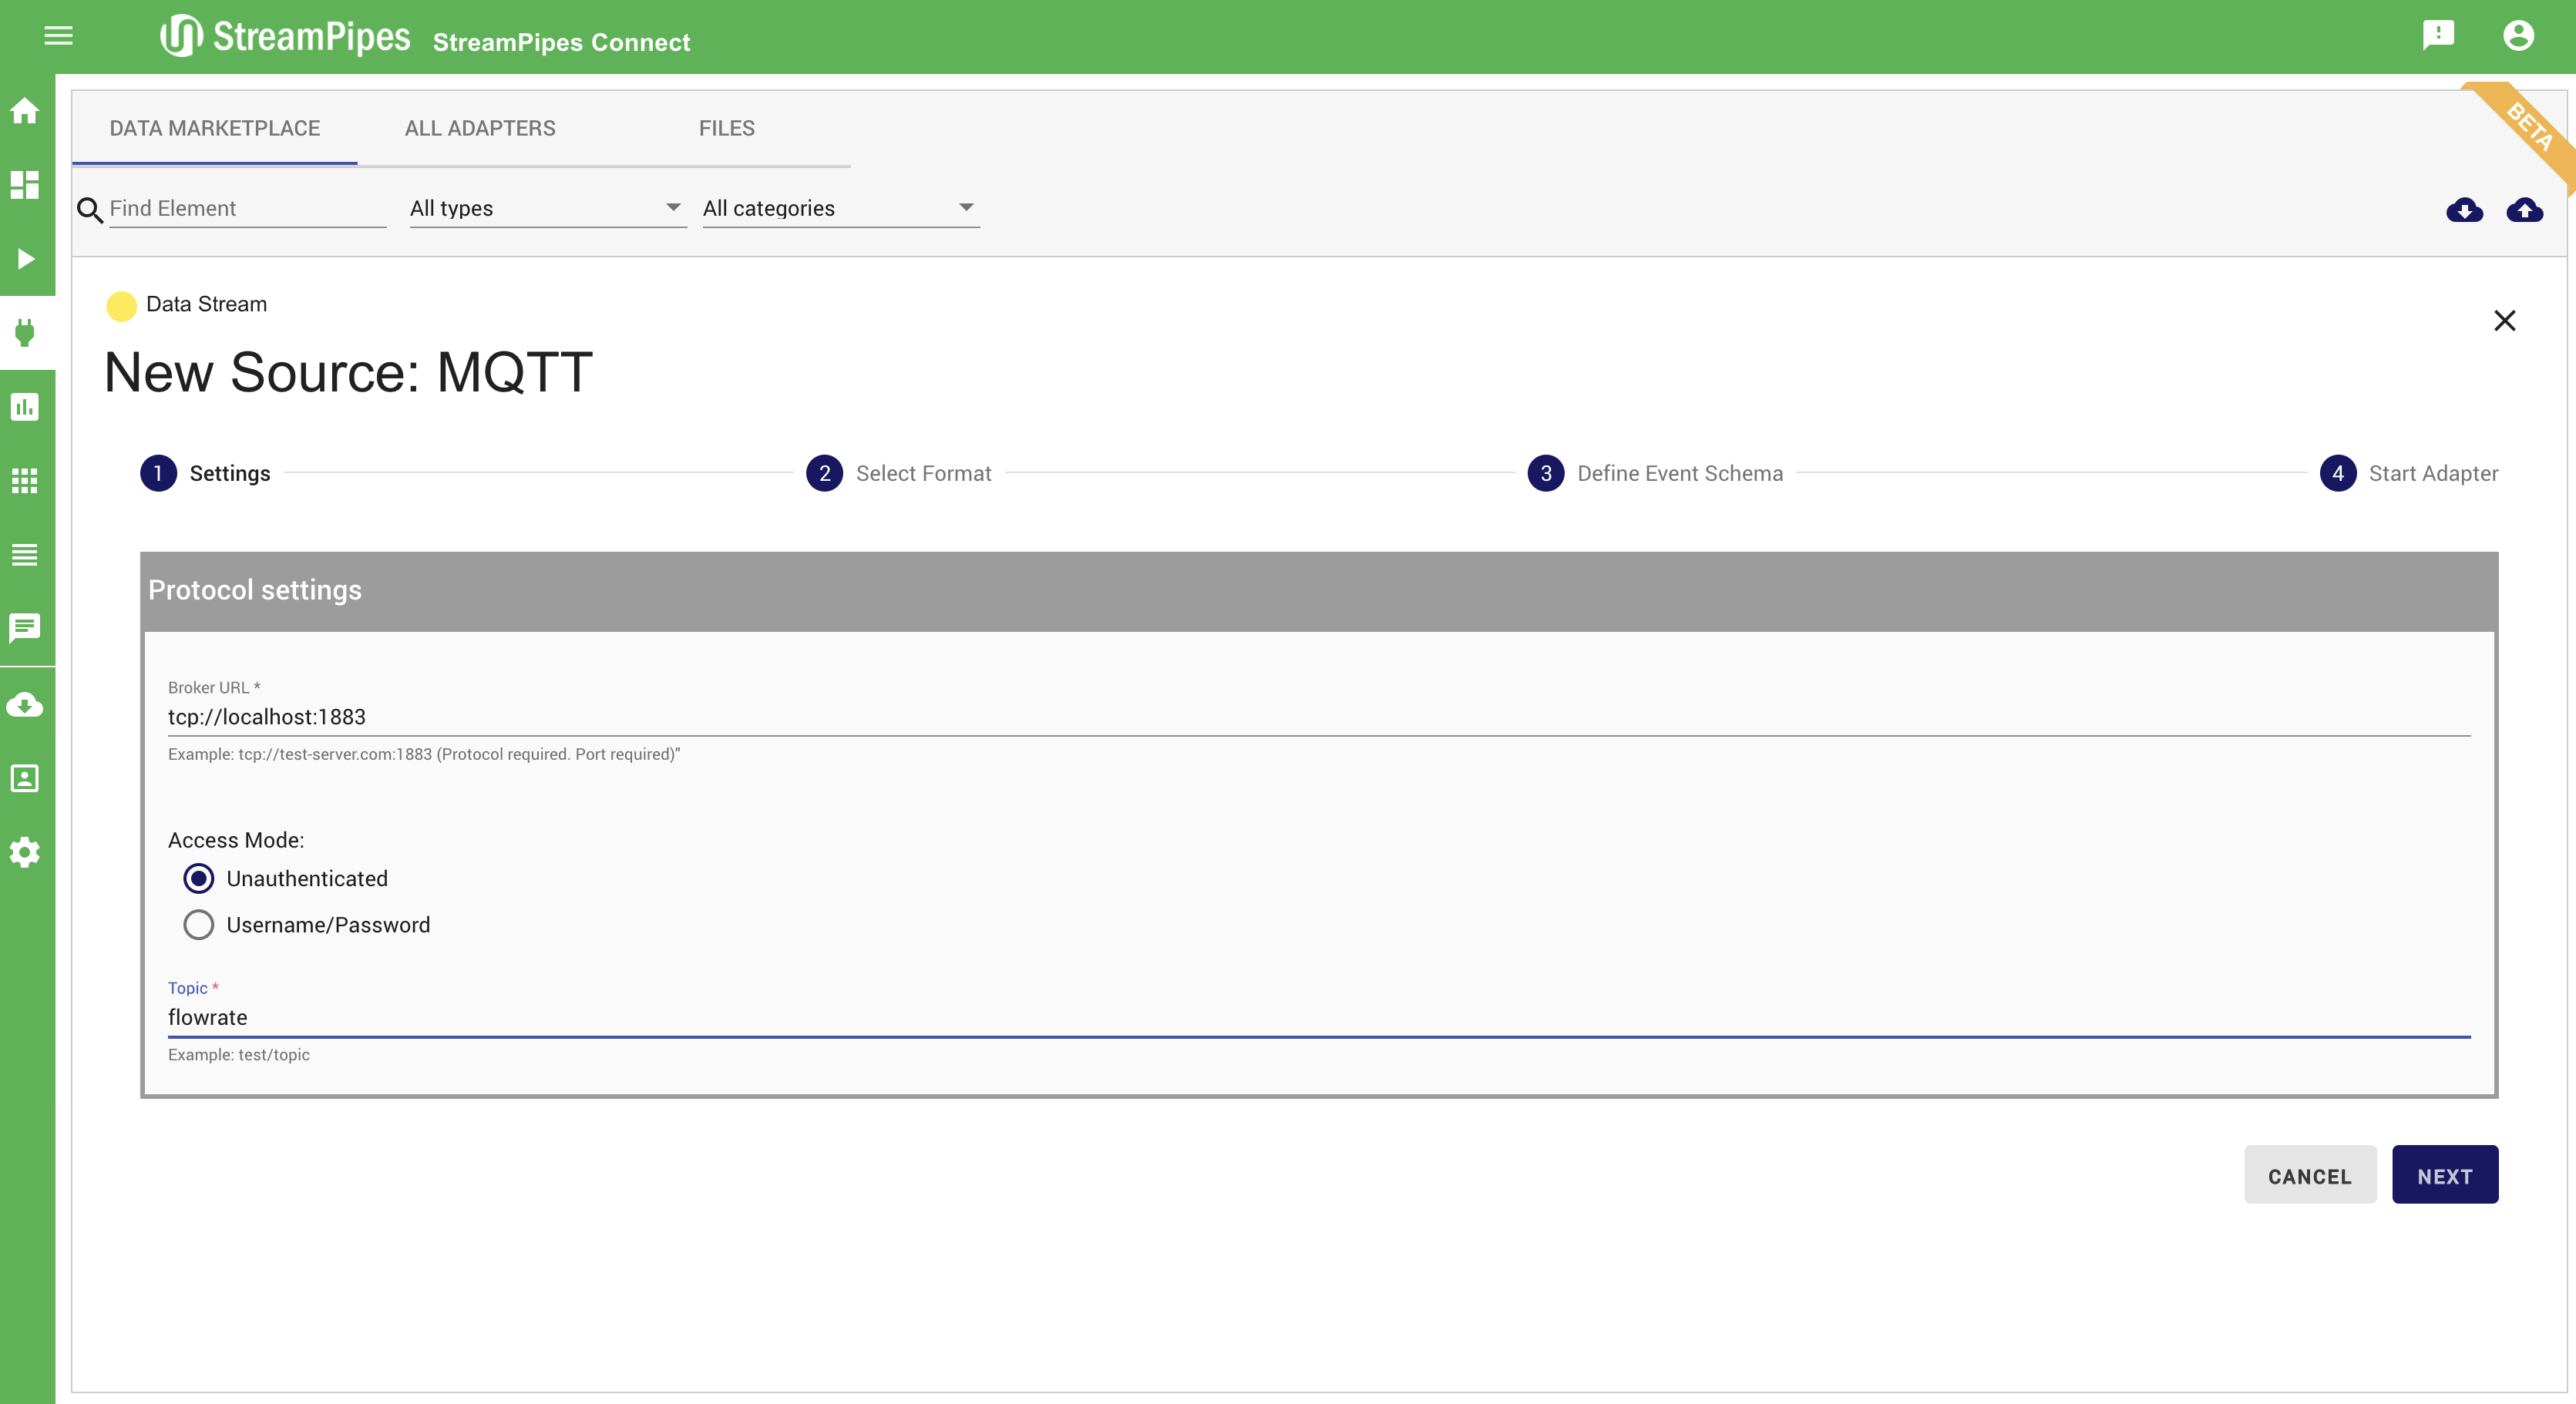 StreamPipes StreamPipes Connect
BETA
DATA MARKETPLACE ALL ADAPTERS FILES
Find Element All types All categories
Data Stream
New Source: MQTT
1 Settings 2 Select Format 3 Define Event Schema 4 Start Adapter
Protocol settings
Broker URL *
tcp://localhost:1883
Example: tcp://test-server.com:1883 (Protocol required. Port required)"
Access Mode:
Unauthenticated
Username/Password
Topic *
flowrate
Example: test/topic
CANCEL NEXT